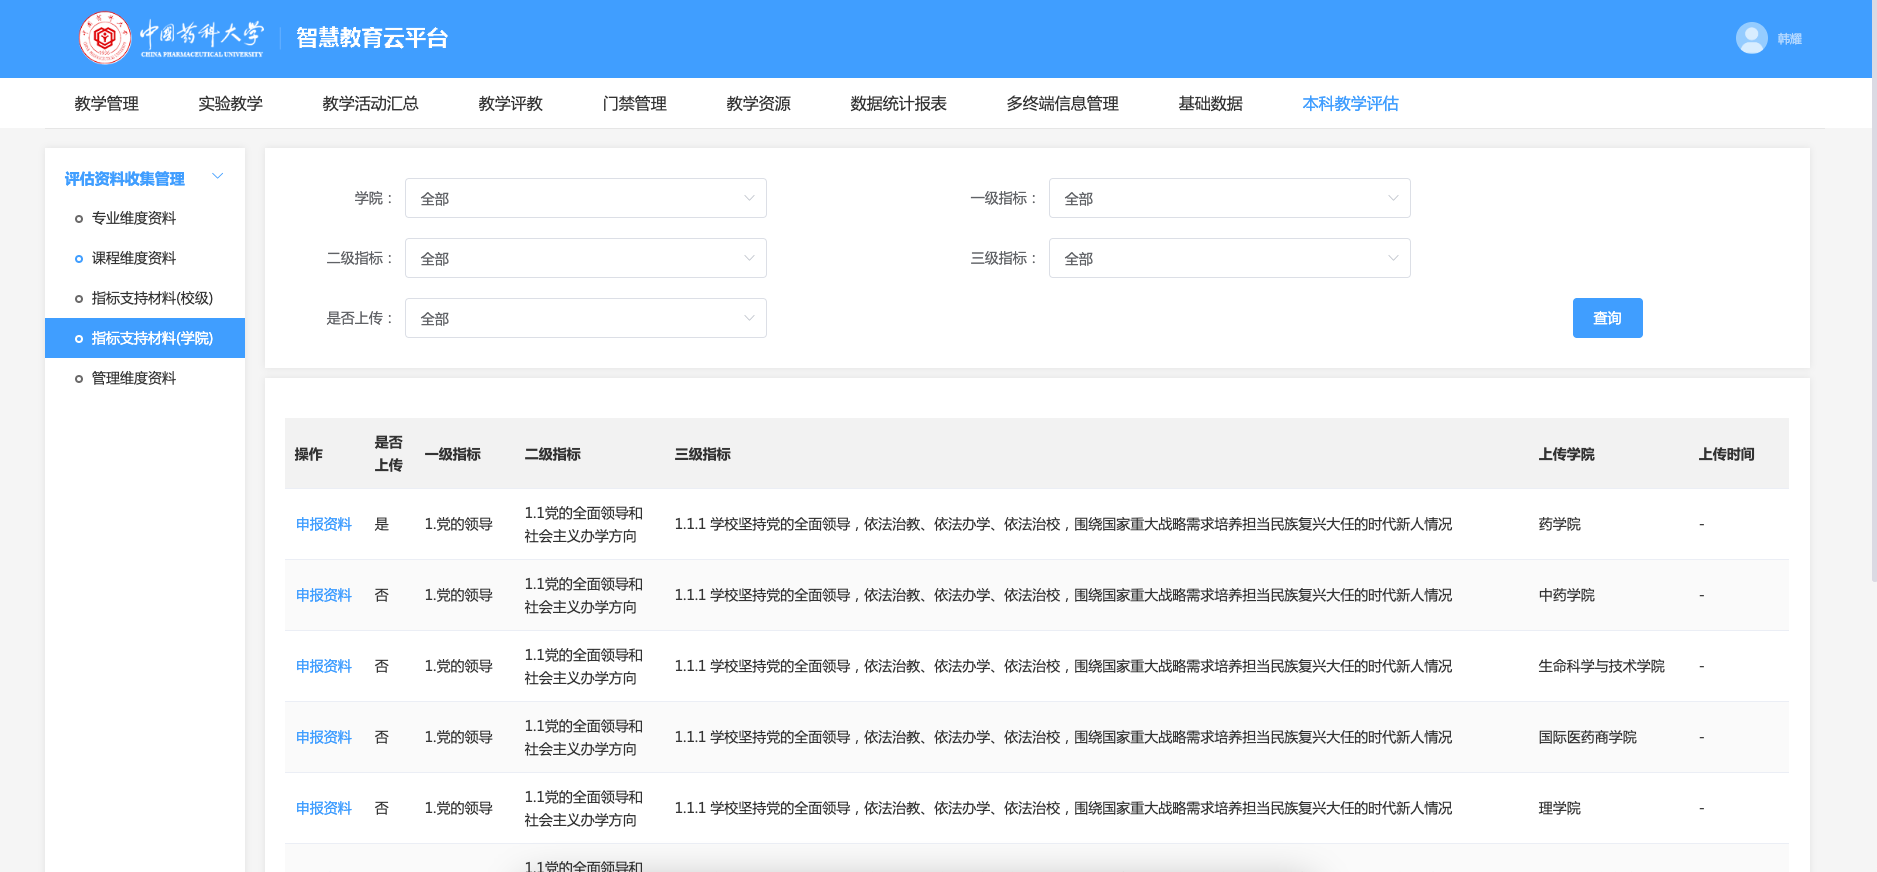 中国药科大学
CHINA PHARMACEUTICAL UNIVERSITY
智慧教育云平台
韩耀
教学管理 实验教学 教学活动汇总 教学评教 门禁管理 教学资源 数据统计报表 多终端信息管理 基础数据 本科教学评估
评估资料收集管理
专业维度资料
课程维度资料
指标支持材料(校级)
指标支持材料(学院)
管理维度资料
学院： 全部 一级指标： 全部
二级指标： 全部 三级指标： 全部
是否上传： 全部 查询
操作 是否上传 一级指标 二级指标 三级指标 上传学院 上传时间
申报资料 是 1.党的领导 1.1党的全面领导和社会主义办学方向 1.1.1 学校坚持党的全面领导，依法治教、依法办学、依法治校，围绕国家重大战略需求培养担当民族复兴大任的时代新人情况 药学院 -
申报资料 否 1.党的领导 1.1党的全面领导和社会主义办学方向 1.1.1 学校坚持党的全面领导，依法治教、依法办学、依法治校，围绕国家重大战略需求培养担当民族复兴大任的时代新人情况 中药学院 -
申报资料 否 1.党的领导 1.1党的全面领导和社会主义办学方向 1.1.1 学校坚持党的全面领导，依法治教、依法办学、依法治校，围绕国家重大战略需求培养担当民族复兴大任的时代新人情况 生命科学与技术学院 -
申报资料 否 1.党的领导 1.1党的全面领导和社会主义办学方向 1.1.1 学校坚持党的全面领导，依法治教、依法办学、依法治校，围绕国家重大战略需求培养担当民族复兴大任的时代新人情况 国际医药商学院 -
申报资料 否 1.党的领导 1.1党的全面领导和社会主义办学方向 1.1.1 学校坚持党的全面领导，依法治教、依法办学、依法治校，围绕国家重大战略需求培养担当民族复兴大任的时代新人情况 理学院 -
1.1党的全面领导和